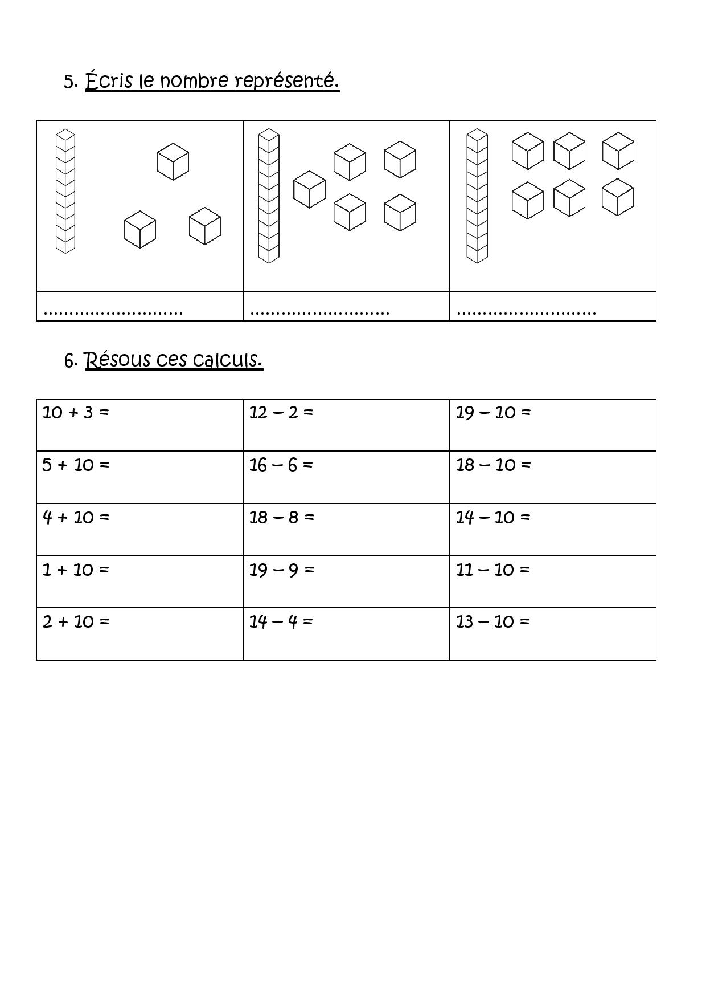 5. Écris le nombre représenté.
........................... ........................... ...........................
6. Résous ces calculs.
10 + 3 = 12 – 2 = 19 – 10 =
5 + 10 = 16 – 6 = 18 – 10 =
4 + 10 = 18 – 8 = 14 – 10 =
1 + 10 = 19 – 9 = 11 – 10 =
2 + 10 = 14 – 4 = 13 – 10 =